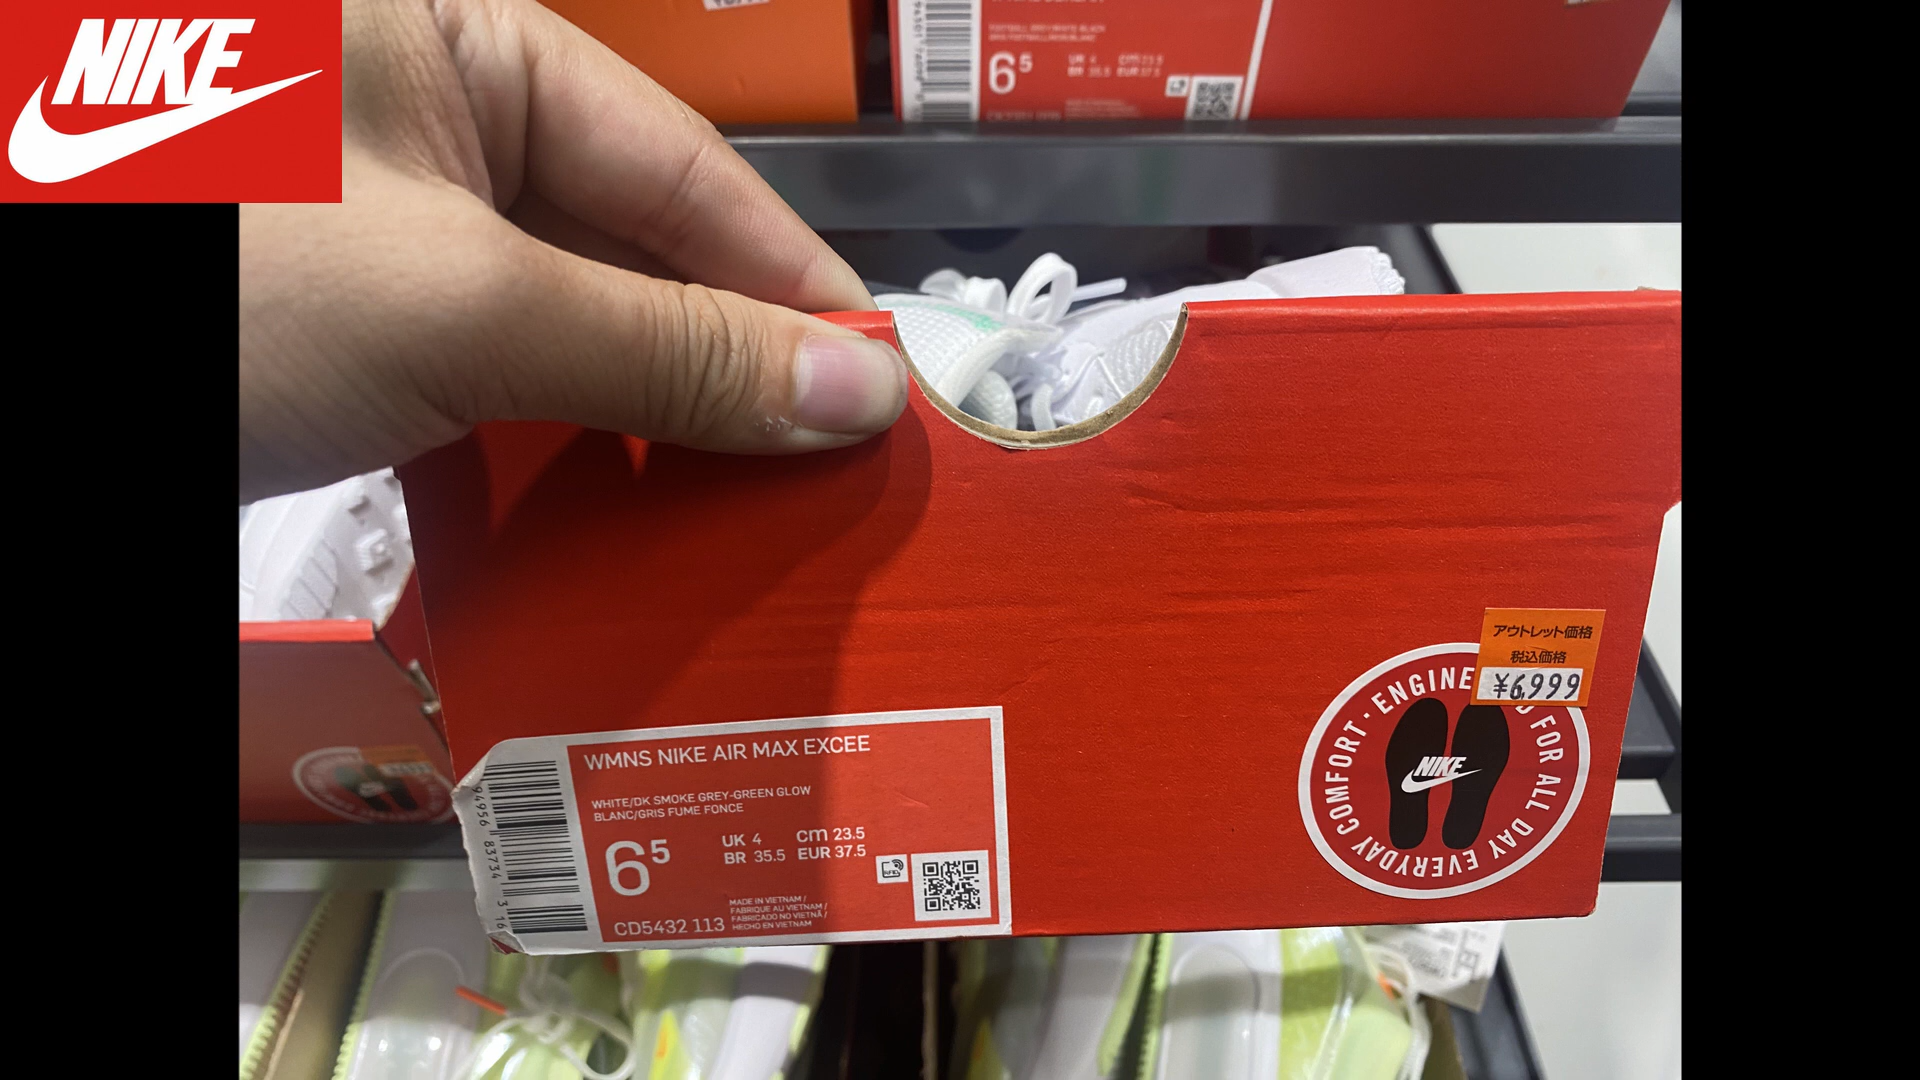 NIKE
6⁵
WMNS NIKE AIR MAX EXCEE
WHITE/DK SMOKE GREY-GREEN GLOW
BLANC/GRIS FUME FONCE
6⁵
UK 4 cm 23.5
BR 35.5 EUR 37.5
CD5432 113
MADE IN VIETNAM /
FABRIQUE AU VIETNAM /
FABRICADO NO VIETNÃ /
HECHO EN VIETNAM
アウトレット価格
税込価格
¥6,999
FOR ALL DAY EVERYDAY COMFORT ·
NIKE